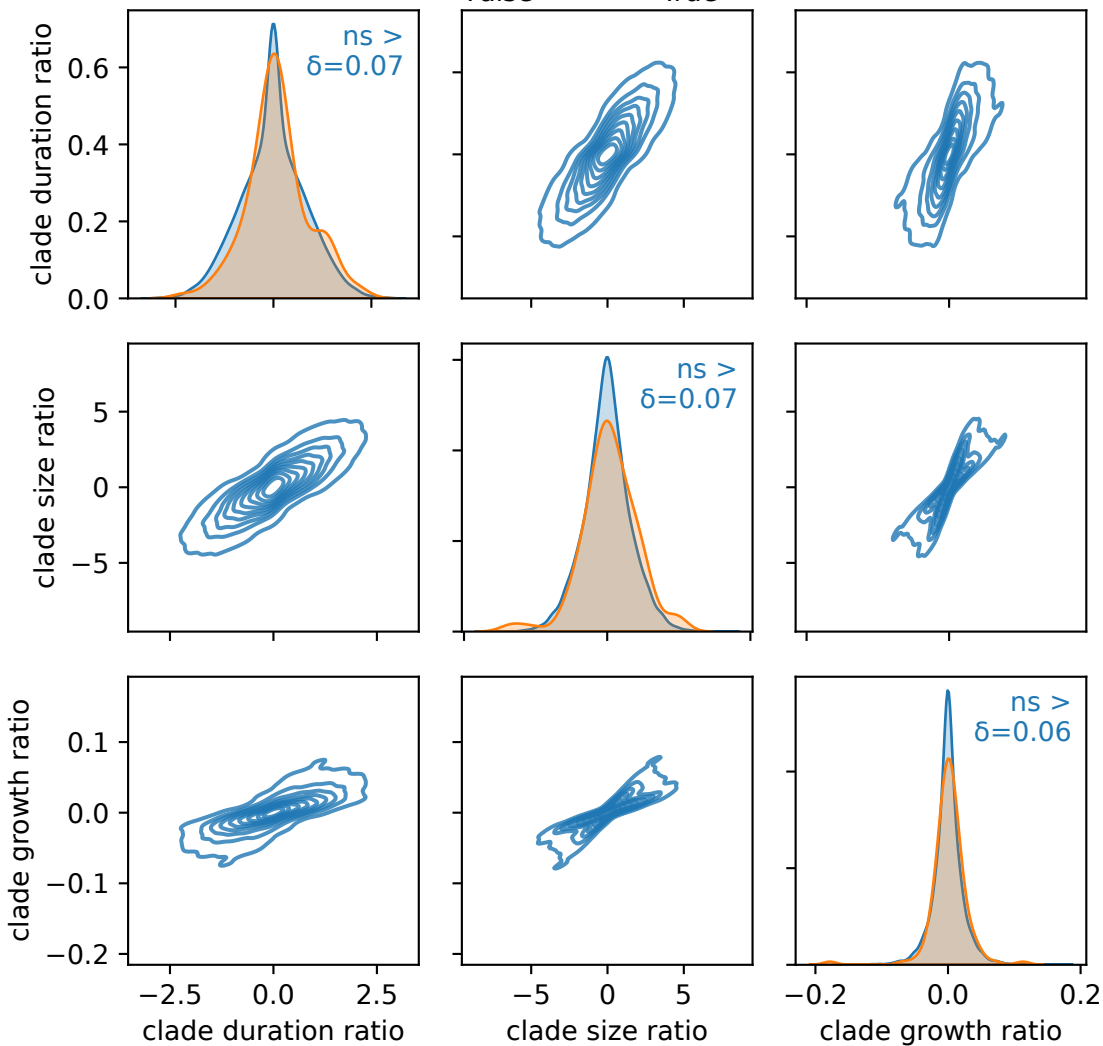 clade duration ratio
0.6
0.4
0.2
0.0
ns >
δ=0.07
clade size ratio
5
0
−5
ns >
δ=0.07
clade growth ratio
0.1
0.0
−0.1
−0.2
ns >
δ=0.06
−2.5 0.0 2.5
clade duration ratio
−5 0 5
clade size ratio
−0.2 0.0 0.2
clade growth ratio